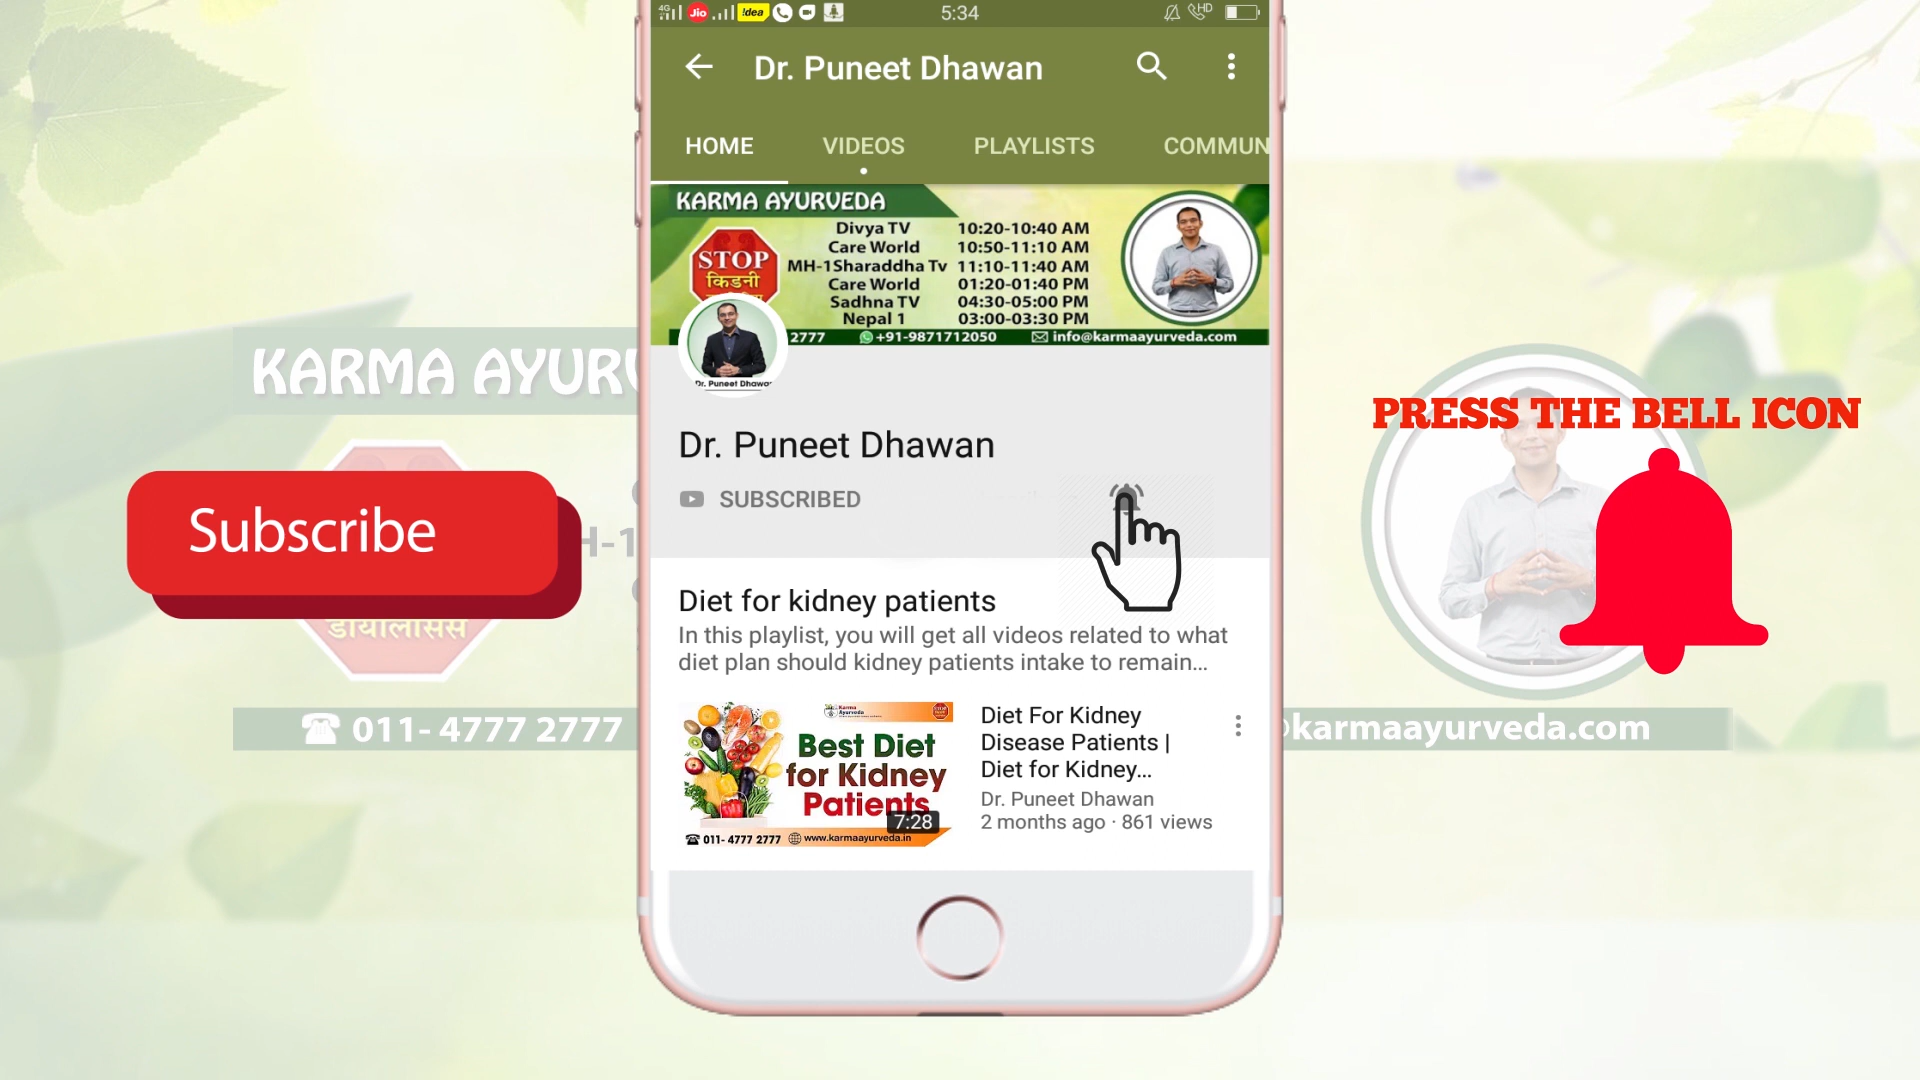 4G Jio !dea 5:34 HD
Dr. Puneet Dhawan
HOME VIDEOS PLAYLISTS COMMUN
KARMA AYURVEDA
Divya TV 10:20-10:40 AM
Care World 10:50-11:10 AM
MH-1Sharaddha Tv 11:10-11:40 AM
Care World 01:20-01:40 PM
Sadhna TV 04:30-05:00 PM
Nepal 1 03:00-03:30 PM
STOP
किडनी
2777 +91-9871712050 info@karmaayurveda.com
Dr. Puneet Dhawan
Dr. Puneet Dhawan
SUBSCRIBED
Diet for kidney patients
In this playlist, you will get all videos related to what
diet plan should kidney patients intake to remain...
Karma
Ayurveda
Best Diet
for Kidney
Patients
7:28
011- 4777 2777 www.karmaayurveda.in
Diet For Kidney
Disease Patients |
Diet for Kidney...
Dr. Puneet Dhawan
2 months ago · 861 views
KARMA AYUR
Subscribe
H-1
डायालिसिस
011- 4777 2777
PRESS THE BELL ICON
@karmaayurveda.com